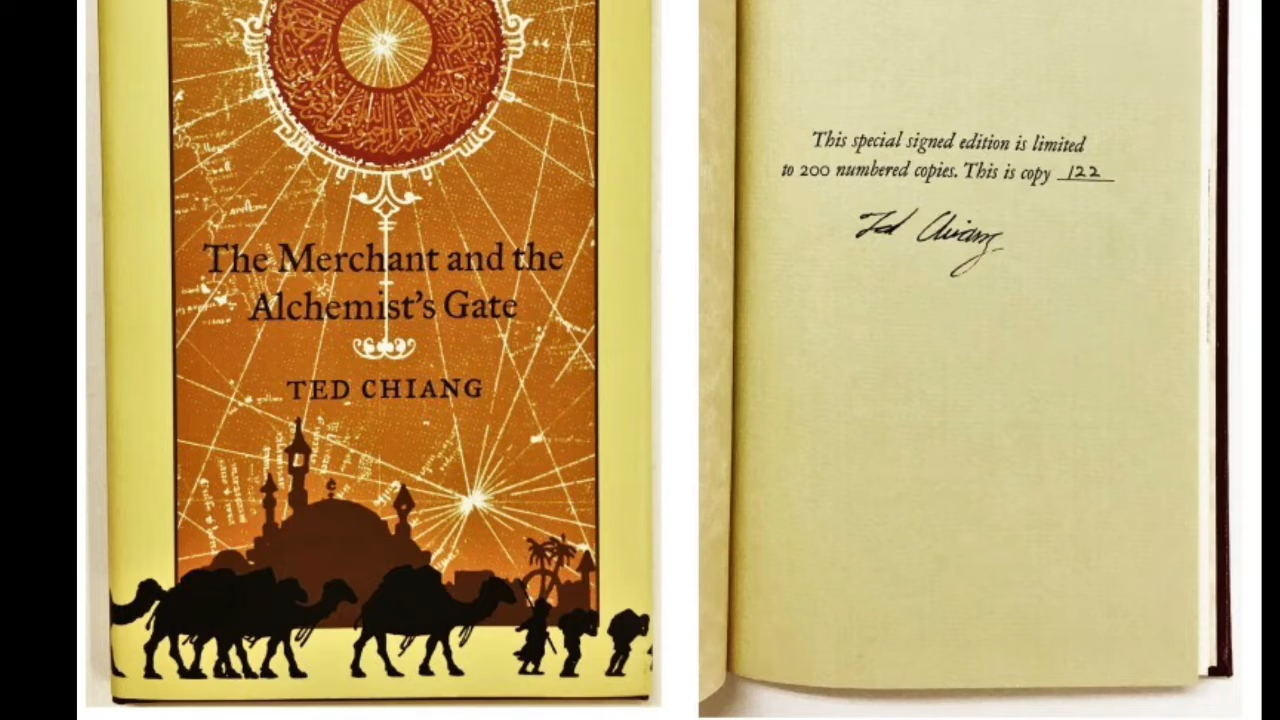 The Merchant and the
Alchemist's Gate
TED CHIANG
This special signed edition is limited
to 200 numbered copies. This is copy 122
Ted Chiang